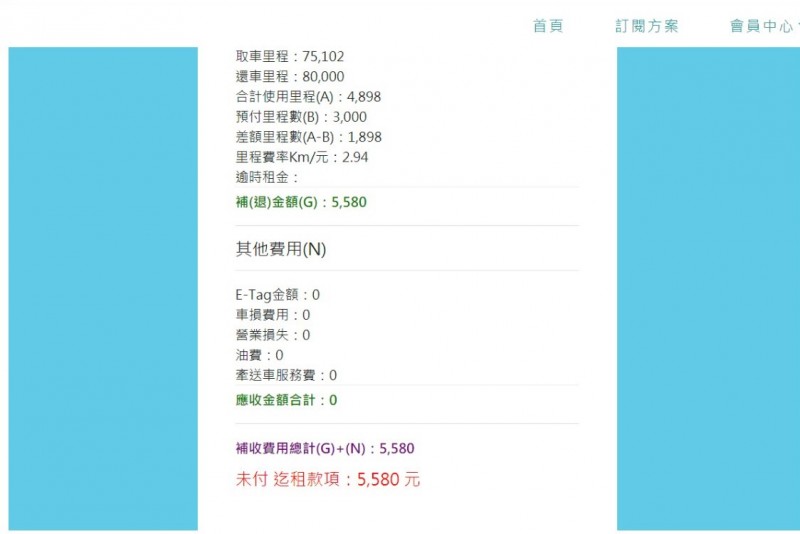 首頁 訂閱方案 會員中心
取車里程：75,102
還車里程：80,000
合計使用里程(A)：4,898
預付里程數(B)：3,000
差額里程數(A-B)：1,898
里程費率Km/元：2.94
逾時租金：
補(退)金額(G)：5,580
其他費用(N)
E-Tag金額：0
車損費用：0
營業損失：0
油費：0
牽送車服務費：0
應收金額合計：0
補收費用總計(G)+(N)：5,580
未付 迄租款項：5,580 元